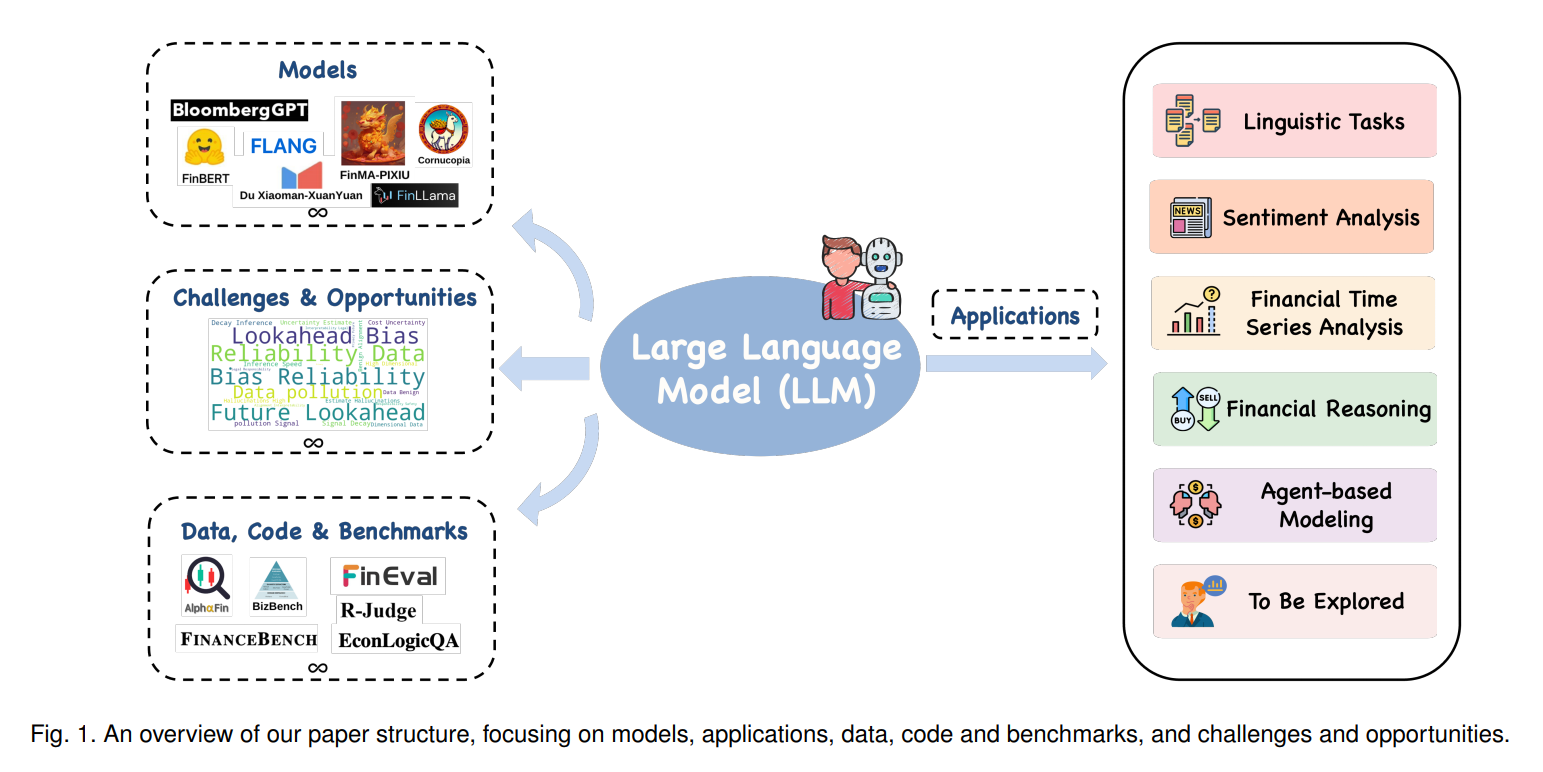 Models
BloombergGPT
FinBERT
FLANG
FinMA-PIXIU
Cornucopia
Du Xiaoman-XuanYuan
FinLLama
∞
Challenges & Opportunities
Decay Inference
Uncertainty Estimate
Cost Uncertainty
Lookahead Bias
Reliability Data
Inference Speed
Bias Reliability
Data pollution
Data Benign
Estimate Hallucinations
Future Lookahead
pollution Signal
Signal Decay
Dimensional Data
∞
Data, Code & Benchmarks
AlphaFin
BizBench
FinEval
R-Judge
FINANCEBENCH
EconLogicQA
∞
Large Language
Model (LLM)
Applications
Linguistic Tasks
NEWS
Sentiment Analysis
?
Financial Time
Series Analysis
BUY
SELL
Financial Reasoning
$
$
Agent-based
Modeling
To Be Explored
Fig. 1. An overview of our paper structure, focusing on models, applications, data, code and benchmarks, and challenges and opportunities.